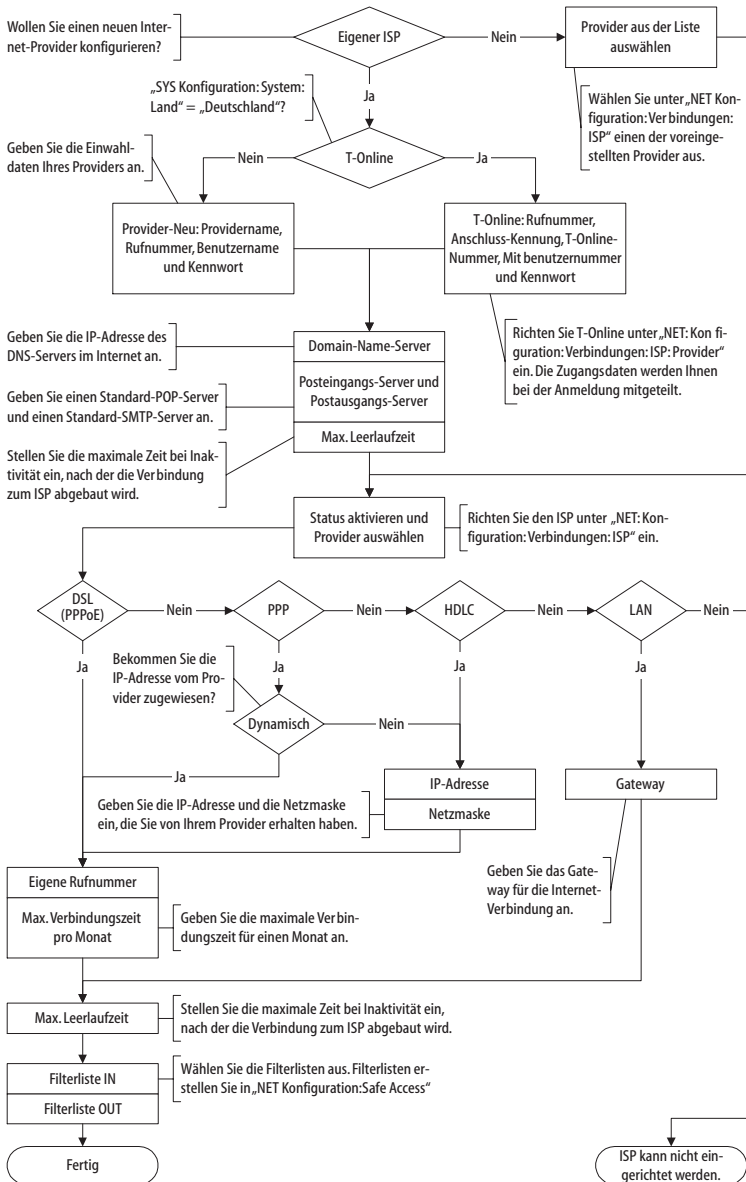 Wollen Sie einen neuen Inter-
net-Provider konfigurieren?
Eigener ISP
Nein
Provider aus der Liste
auswählen
Ja
„SYS Konfiguration: System:
Land“ = „Deutschland“?
Wählen Sie unter „NET Kon-
figuration: Verbindungen:
ISP“ einen der voreinge-
stellten Provider aus.
Geben Sie die Einwahl-
daten Ihres Providers an.
Nein
T-Online
Ja
Provider-Neu: Providername,
Rufnummer, Benutzername
und Kennwort
T-Online: Rufnummer,
Anschluss-Kennung, T-Online-
Nummer, Mit benutzernummer
und Kennwort
Geben Sie die IP-Adresse des
DNS-Servers im Internet an.
Domain-Name-Server
Richten Sie T-Online unter „NET: Kon fi
guration: Verbindungen: ISP: Provider“
ein. Die Zugangsdaten werden Ihnen
bei der Anmeldung mitgeteilt.
Geben Sie einen Standard-POP-Server
und einen Standard-SMTP-Server an.
Posteingangs-Server und
Postausgangs-Server
Max. Leerlaufzeit
Stellen Sie die maximale Zeit bei Inak-
tivität ein, nach der die Verbindung
zum ISP abgebaut wird.
Status aktivieren und
Provider auswählen
Richten Sie den ISP unter „NET: Kon-
figuration: Verbindungen: ISP“ ein.
DSL
(PPPoE)
Nein
PPP
Nein
HDLC
Nein
LAN
Nein
Ja
Ja
Ja
Ja
Bekommen Sie die
IP-Adresse vom Pro-
vider zugewiesen?
Dynamisch
Nein
Ja
IP-Adresse
Netzmaske
Gateway
Geben Sie die IP-Adresse und die Netzmaske
ein, die Sie von Ihrem Provider erhalten haben.
Geben Sie das Gate-
way für die Internet-
Verbindung an.
Eigene Rufnummer
Max. Verbindungszeit
pro Monat
Geben Sie die maximale Verbin-
dungszeit für einen Monat an.
Max. Leerlaufzeit
Stellen Sie die maximale Zeit bei Inaktivität ein,
nach der die Verbindung zum ISP abgebaut wird.
Filterliste IN
Filterliste OUT
Wählen Sie die Filterlisten aus. Filterlisten er-
stellen Sie in „NET Konfiguration:Safe Access“
Fertig
ISP kann nicht ein-
gerichtet werden.